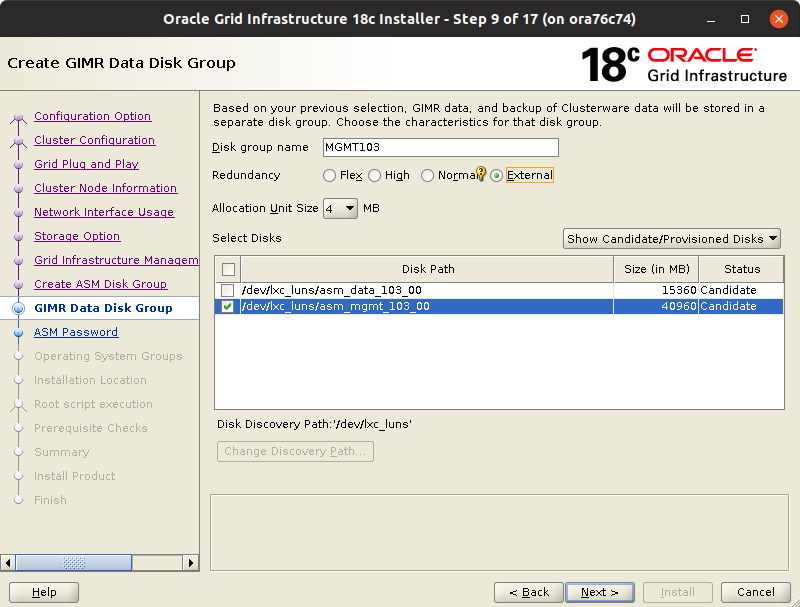 Oracle Grid Infrastructure 18c Installer - Step 9 of 17 (on ora76c74)
Create GIMR Data Disk Group
18c ORACLE
Grid Infrastructure
Configuration Option
Cluster Configuration
Grid Plug and Play
Cluster Node Information
Network Interface Usage
Storage Option
Grid Infrastructure Managem
Create ASM Disk Group
GIMR Data Disk Group
ASM Password
Operating System Groups
Installation Location
Root script execution
Prerequisite Checks
Summary
Install Product
Finish
Based on your previous selection, GIMR data, and backup of Clusterware data will be stored in a
separate disk group. Choose the characteristics for that disk group.
Disk group name MGMT103
Redundancy Flex High Normal External
Allocation Unit Size 4 MB
Select Disks Show Candidate/Provisioned Disks
Disk Path Size (in MB) Status
/dev/lxc_luns/asm_data_103_00 15360 Candidate
/dev/lxc_luns/asm_mgmt_103_00 40960 Candidate
Disk Discovery Path:'/dev/lxc_luns'
Change Discovery Path...
Help < Back Next > Install Cancel